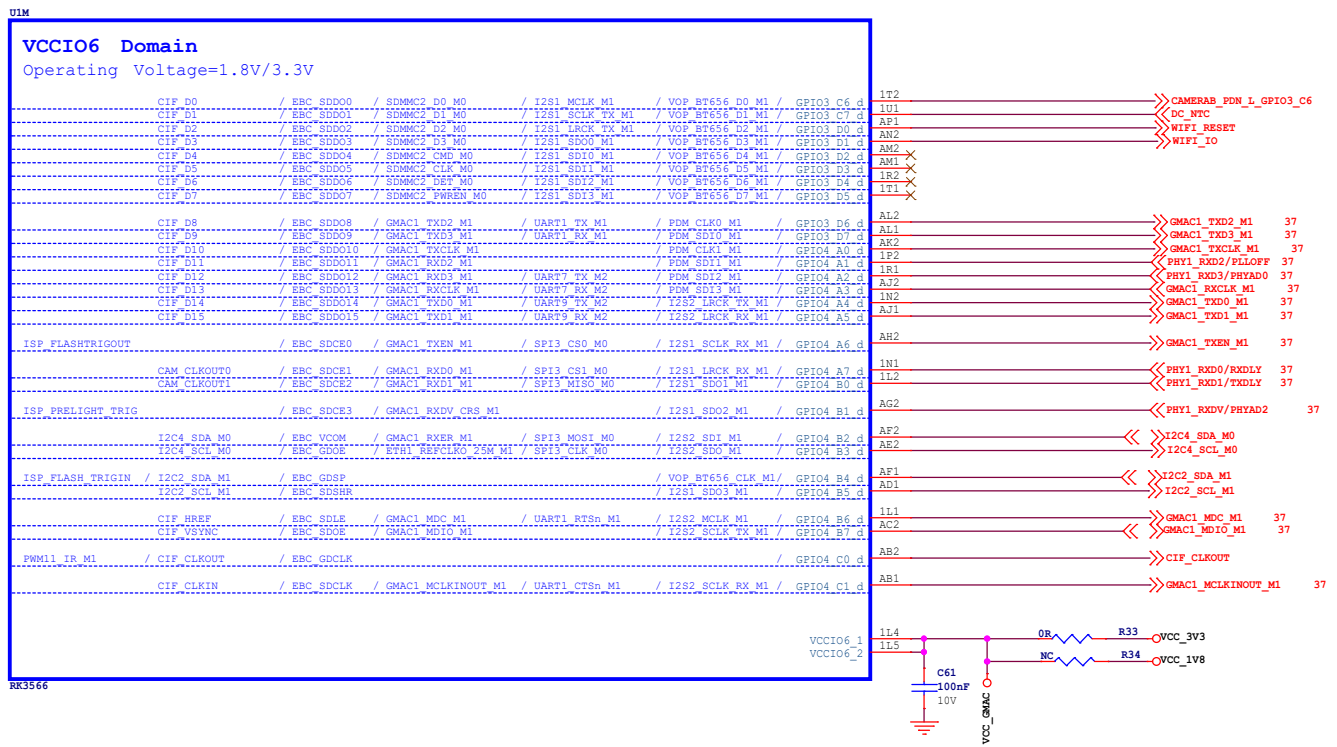 U1M
VCCIO6 Domain
Operating Voltage=1.8V/3.3V
CIF_D0 / EBC_SDDO0 / SDMMC2_D0_M0 / I2S1_MCLK_M1 / VOP_BT656_D0_M1 / GPIO3_C6_d 1T2 CAMERAB_PDN_L_GPIO3_C6
CIF_D1 / EBC_SDDO1 / SDMMC2_D1_M0 / I2S1_SCLK_TX_M1 / VOP_BT656_D1_M1 / GPIO3_C7_d 1U1 DC_NTC
CIF_D2 / EBC_SDDO2 / SDMMC2_D2_M0 / I2S1_LRCK_TX_M1 / VOP_BT656_D2_M1 / GPIO3_D0_d AP1 WIFI_RESET
CIF_D3 / EBC_SDDO3 / SDMMC2_D3_M0 / I2S1_SDO0_M1 / VOP_BT656_D3_M1 / GPIO3_D1_d AN2 WIFI_IO
CIF_D4 / EBC_SDDO4 / SDMMC2_CMD_M0 / I2S1_SDI0_M1 / VOP_BT656_D4_M1 / GPIO3_D2_d AM2
CIF_D5 / EBC_SDDO5 / SDMMC2_CLK_M0 / I2S1_SDI1_M1 / VOP_BT656_D5_M1 / GPIO3_D3_d AM1
CIF_D6 / EBC_SDDO6 / SDMMC2_DET_M0 / I2S1_SDI2_M1 / VOP_BT656_D6_M1 / GPIO3_D4_d 1R2
CIF_D7 / EBC_SDDO7 / SDMMC2_PWREN_M0 / I2S1_SDI3_M1 / VOP_BT656_D7_M1 / GPIO3_D5_d 1T1
CIF_D8 / EBC_SDDO8 / GMAC1_TXD2_M1 / UART1_TX_M1 / PDM_CLK0_M1 / GPIO3_D6_d AL2 GMAC1_TXD2_M1 37
CIF_D9 / EBC_SDDO9 / GMAC1_TXD3_M1 / UART1_RX_M1 / PDM_SDI0_M1 / GPIO3_D7_d AL1 GMAC1_TXD3_M1 37
CIF_D10 / EBC_SDDO10 / GMAC1_TXCLK_M1 / PDM_CLK1_M1 / GPIO4_A0_d AK2 GMAC1_TXCLK_M1 37
CIF_D11 / EBC_SDDO11 / GMAC1_RXD2_M1 / PDM_SDI1_M1 / GPIO4_A1_d 1P2 PHY1_RXD2/PLLOFF 37
CIF_D12 / EBC_SDDO12 / GMAC1_RXD3_M1 / UART7_TX_M2 / PDM_SDI2_M1 / GPIO4_A2_d 1R1 PHY1_RXD3/PHYAD0 37
CIF_D13 / EBC_SDDO13 / GMAC1_RXCLK_M1 / UART7_RX_M2 / PDM_SDI3_M1 / GPIO4_A3_d AJ2 GMAC1_RXCLK_M1 37
CIF_D14 / EBC_SDDO14 / GMAC1_TXD0_M1 / UART9_TX_M2 / I2S2_LRCK_TX_M1 / GPIO4_A4_d 1N2 GMAC1_TXD0_M1 37
CIF_D15 / EBC_SDDO15 / GMAC1_TXD1_M1 / UART9_RX_M2 / I2S2_LRCK_RX_M1 / GPIO4_A5_d AJ1 GMAC1_TXD1_M1 37
ISP_FLASHTRIGOUT / EBC_SDCE0 / GMAC1_TXEN_M1 / SPI3_CS0_M0 / I2S1_SCLK_RX_M1 / GPIO4_A6_d AH2 GMAC1_TXEN_M1 37
CAM_CLKOUT0 / EBC_SDCE1 / GMAC1_RXD0_M1 / SPI3_CS1_M0 / I2S1_LRCK_RX_M1 / GPIO4_A7_d 1N1 PHY1_RXD0/RXDLY 37
CAM_CLKOUT1 / EBC_SDCE2 / GMAC1_RXD1_M1 / SPI3_MISO_M0 / I2S1_SDO1_M1 / GPIO4_B0_d 1L2 PHY1_RXD1/TXDLY 37
ISP_PRELIGHT_TRIG / EBC_SDCE3 / GMAC1_RXDV_CRS_M1 / I2S1_SDO2_M1 / GPIO4_B1_d AG2 PHY1_RXDV/PHYAD2 37
I2C4_SDA_M0 / EBC_VCOM / GMAC1_RXER_M1 / SPI3_MOSI_M0 / I2S2_SDI_M1 / GPIO4_B2_d AF2 I2C4_SDA_M0
I2C4_SCL_M0 / EBC_GDOE / ETH1_REFCLKO_25M_M1 / SPI3_CLK_M0 / I2S2_SDO_M1 / GPIO4_B3_d AE2 I2C4_SCL_M0
ISP_FLASH_TRIGIN / I2C2_SDA_M1 / EBC_GDSP / VOP_BT656_CLK_M1/ GPIO4_B4_d AF1 I2C2_SDA_M1
I2C2_SCL_M1 / EBC_SDSHR / I2S1_SDO3_M1 / GPIO4_B5_d AD1 I2C2_SCL_M1
CIF_HREF / EBC_SDLE / GMAC1_MDC_M1 / UART1_RTSn_M1 / I2S2_MCLK_M1 / GPIO4_B6_d 1L1 GMAC1_MDC_M1 37
CIF_VSYNC / EBC_SDOE / GMAC1_MDIO_M1 / I2S2_SCLK_TX_M1 / GPIO4_B7_d AC2 GMAC1_MDIO_M1 37
PWM11_IR_M1 / CIF_CLKOUT / EBC_GDCLK / GPIO4_C0_d AB2 CIF_CLKOUT
CIF_CLKIN / EBC_SDCLK / GMAC1_MCLKINOUT_M1 / UART1_CTSn_M1 / I2S2_SCLK_RX_M1 / GPIO4_C1_d AB1 GMAC1_MCLKINOUT_M1 37
VCCIO6_1 1L4 0R R33 VCC_3V3
VCCIO6_2 1L5 NC R34 VCC_1V8
C61
100nF
10V
VCC_GMAC
RK3566